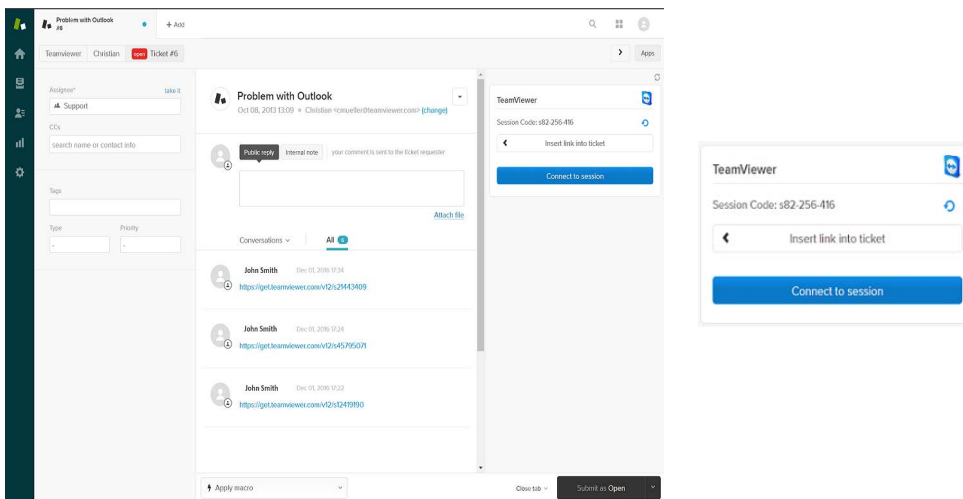 Problem with Outlook
#6
+ Add
Teamviewer
Christian
open Ticket #6
Apps
Assignee*
take it
Support
CCs
search name or contact info
Tags
Type
Priority
-
-
Problem with Outlook
Oct 08, 2013 13:09
Christian <cmueller@teamviewer.com> (change)
Public reply
Internal note
your comment is sent to the ticket requester
Attach file
Conversations
All 6
John Smith
Dec 01, 2016 17:34
https://get.teamviewer.com/v12/s21443409
John Smith
Dec 01, 2016 17:24
https://get.teamviewer.com/v12/s45795071
John Smith
Dec 01, 2016 17:22
https://get.teamviewer.com/v12/s12419190
Apply macro
Close tab
Submit as Open
TeamViewer
Session Code: s82-256-416
Insert link into ticket
Connect to session
TeamViewer
Session Code: s82-256-416
Insert link into ticket
Connect to session